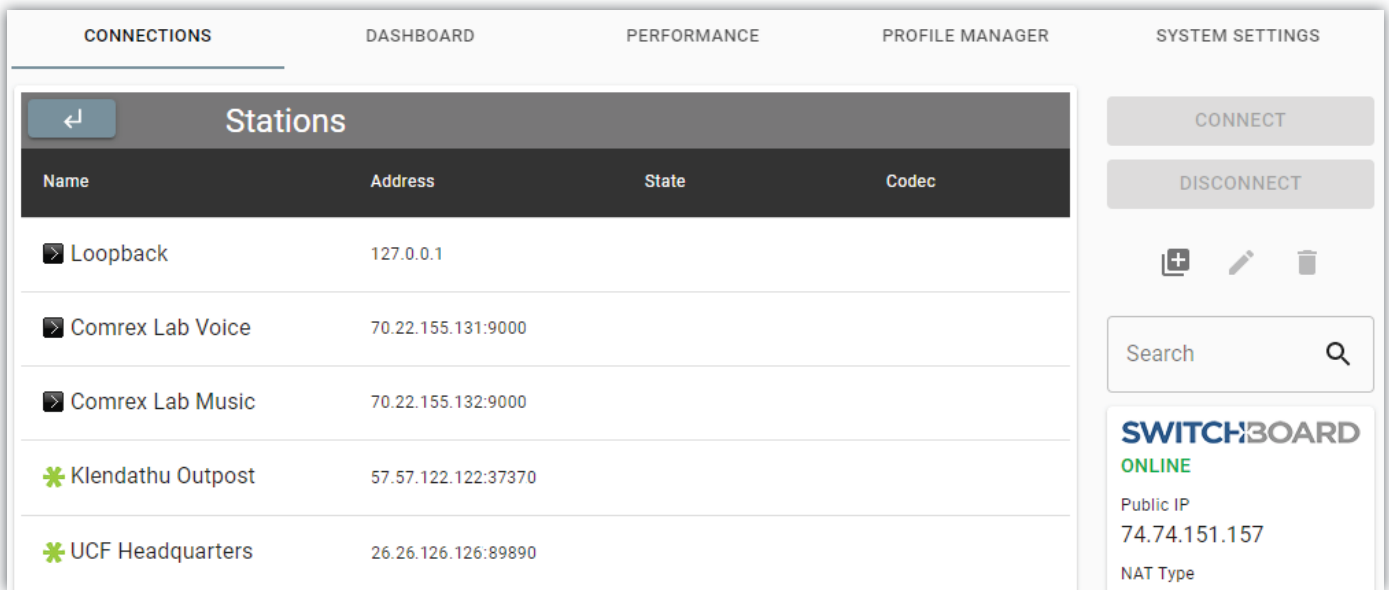 CONNECTIONS DASHBOARD PERFORMANCE PROFILE MANAGER SYSTEM SETTINGS
Stations
Name Address State Codec
Loopback 127.0.0.1
Comrex Lab Voice 70.22.155.131:9000
Comrex Lab Music 70.22.155.132:9000
Klendathu Outpost 57.57.122.122:37370
UCF Headquarters 26.26.126.126:89890
CONNECT
DISCONNECT
Search
SWITCHBOARD
ONLINE
Public IP
74.74.151.157
NAT Type